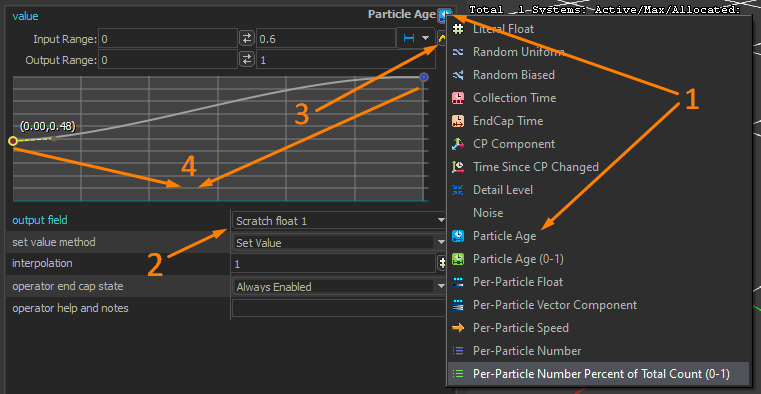 value
Particle Age
Input Range: 0
0.6
Output Range: 0
1
(0.00,0.48)
output field
Scratch float 1
set value method
Set Value
interpolation
1
operator end cap state
Always Enabled
operator help and notes
Total 1 Systems: Active/Max/Allocated:
Literal Float
Random Uniform
Random Biased
Collection Time
EndCap Time
CP Component
Time Since CP Changed
Detail Level
Noise
Particle Age
Particle Age (0-1)
Per-Particle Float
Per-Particle Vector Component
Per-Particle Speed
Per-Particle Number
Per-Particle Number Percent of Total Count (0-1)
1
2
3
4